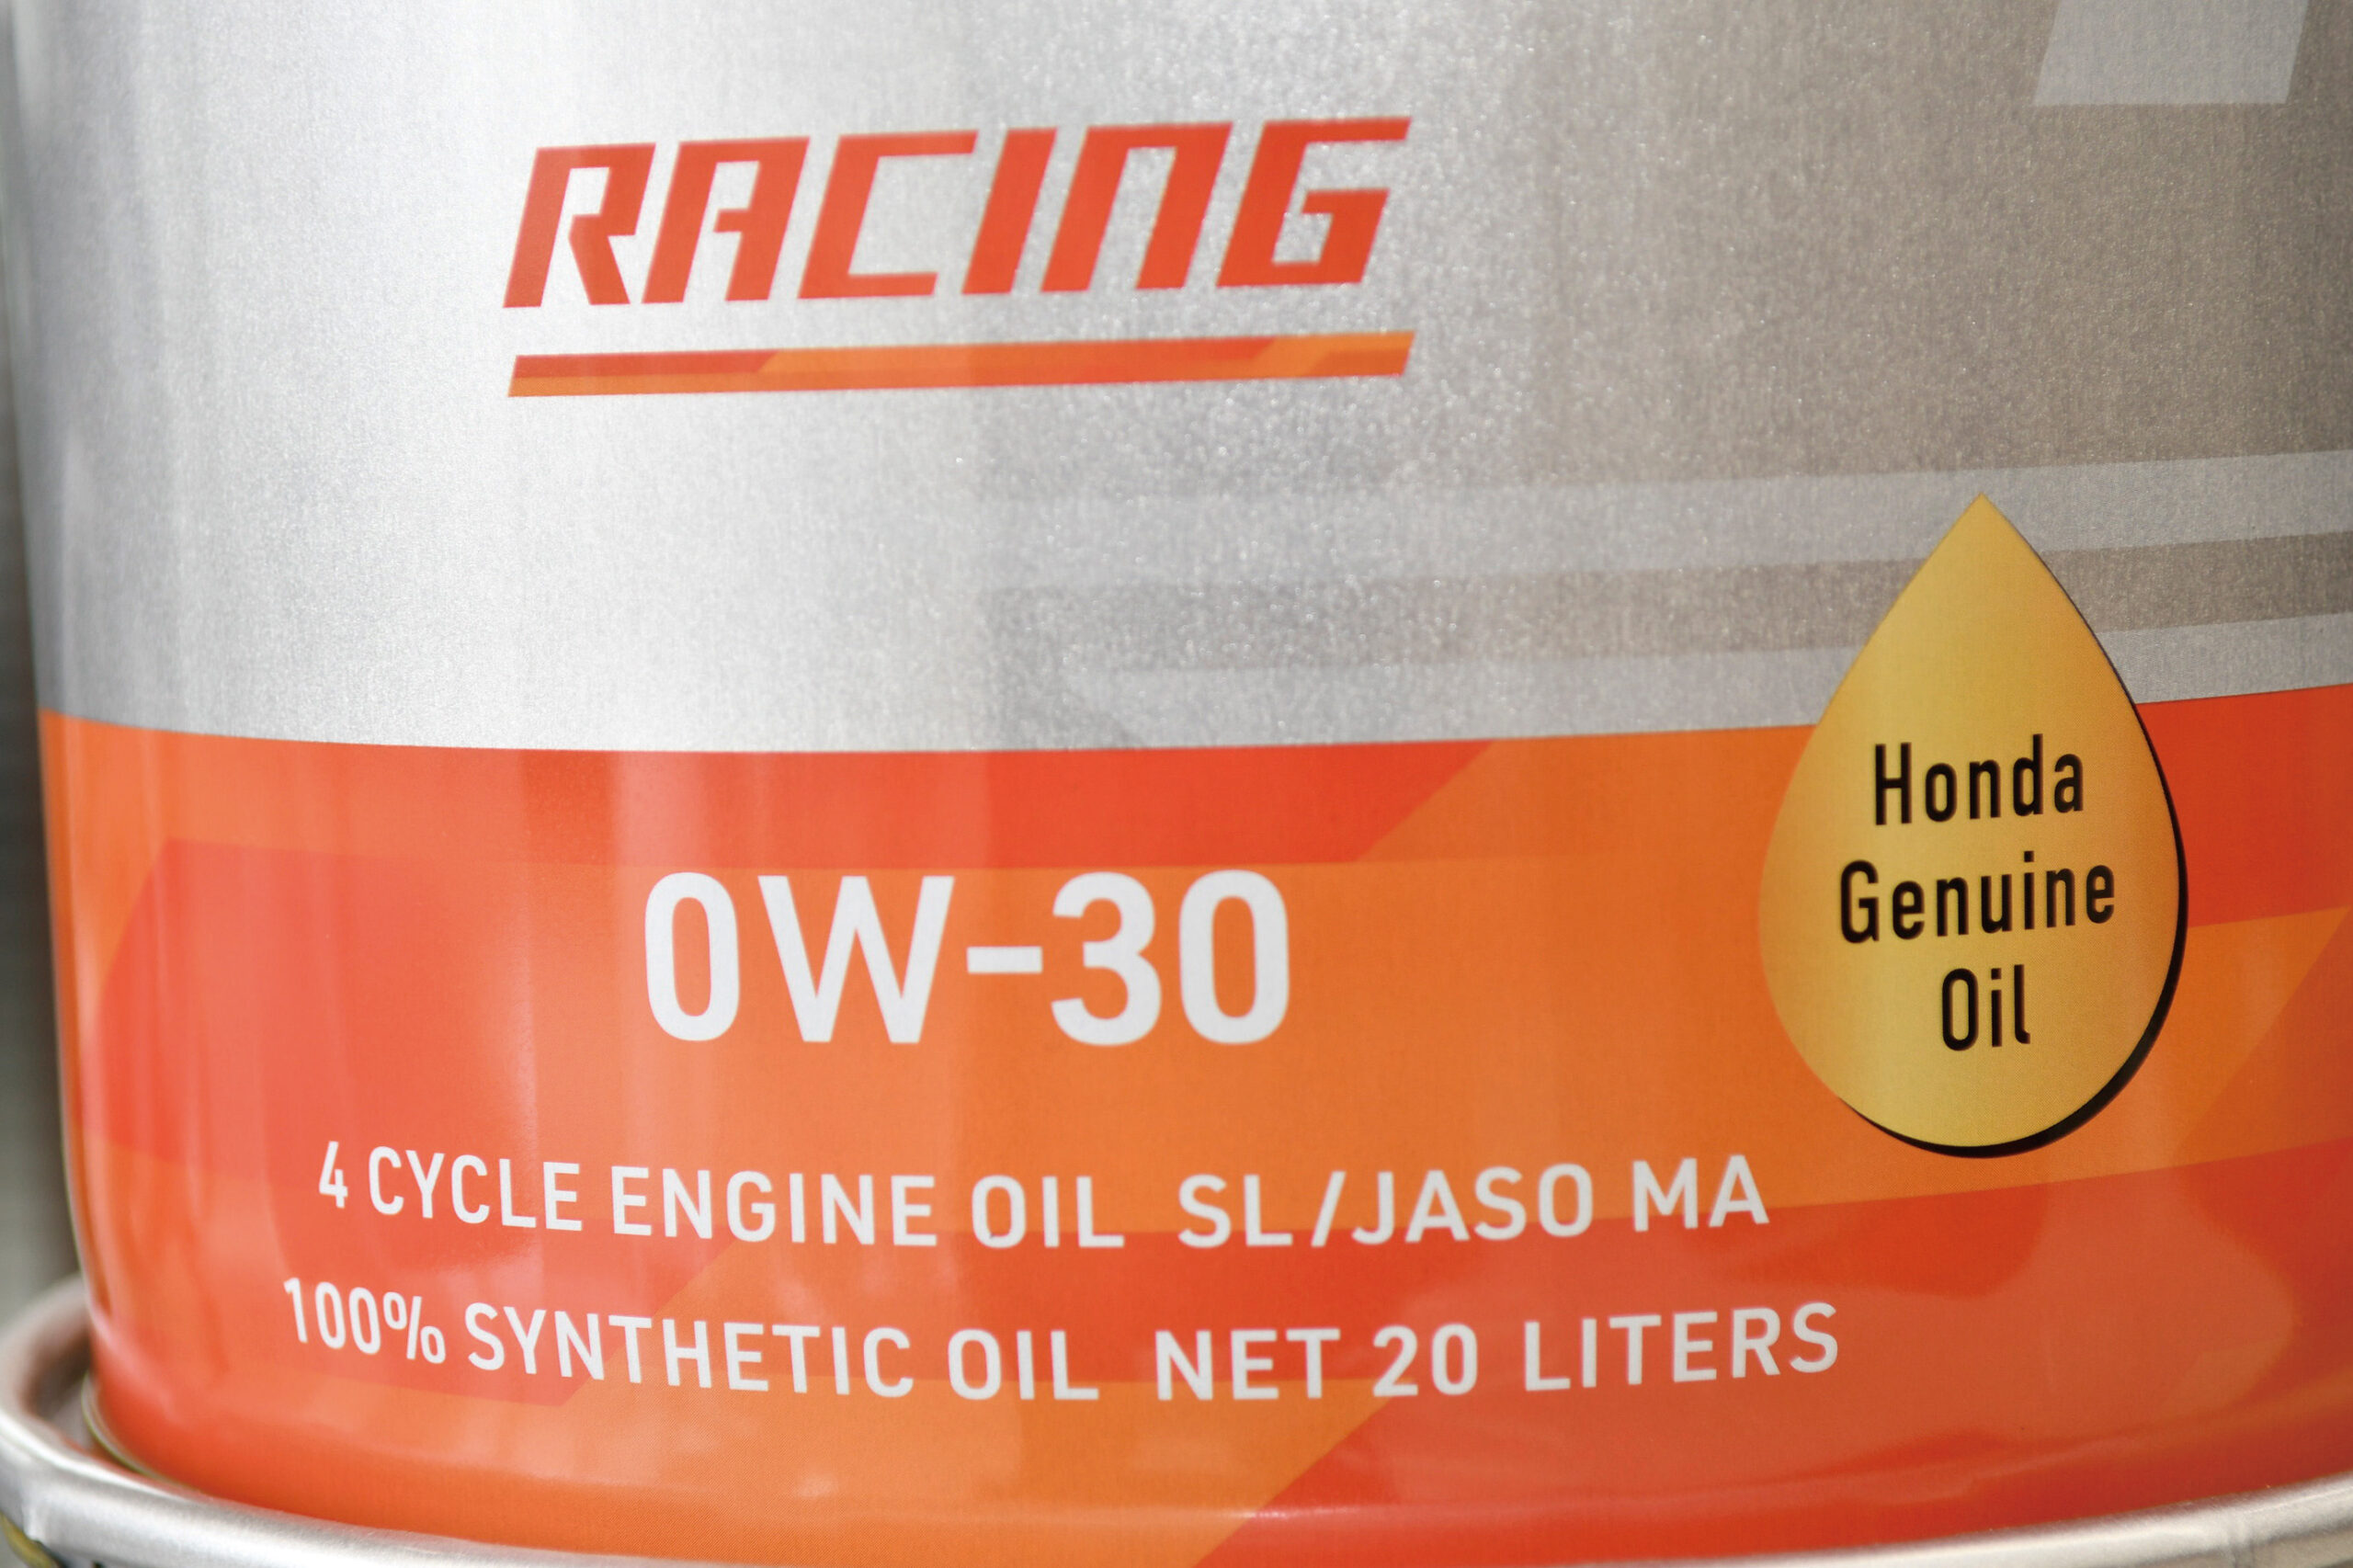 RACING
Honda
Genuine
Oil
0W-30
4 CYCLE ENGINE OIL SL/JASO MA
100% SYNTHETIC OIL NET 20 LITERS